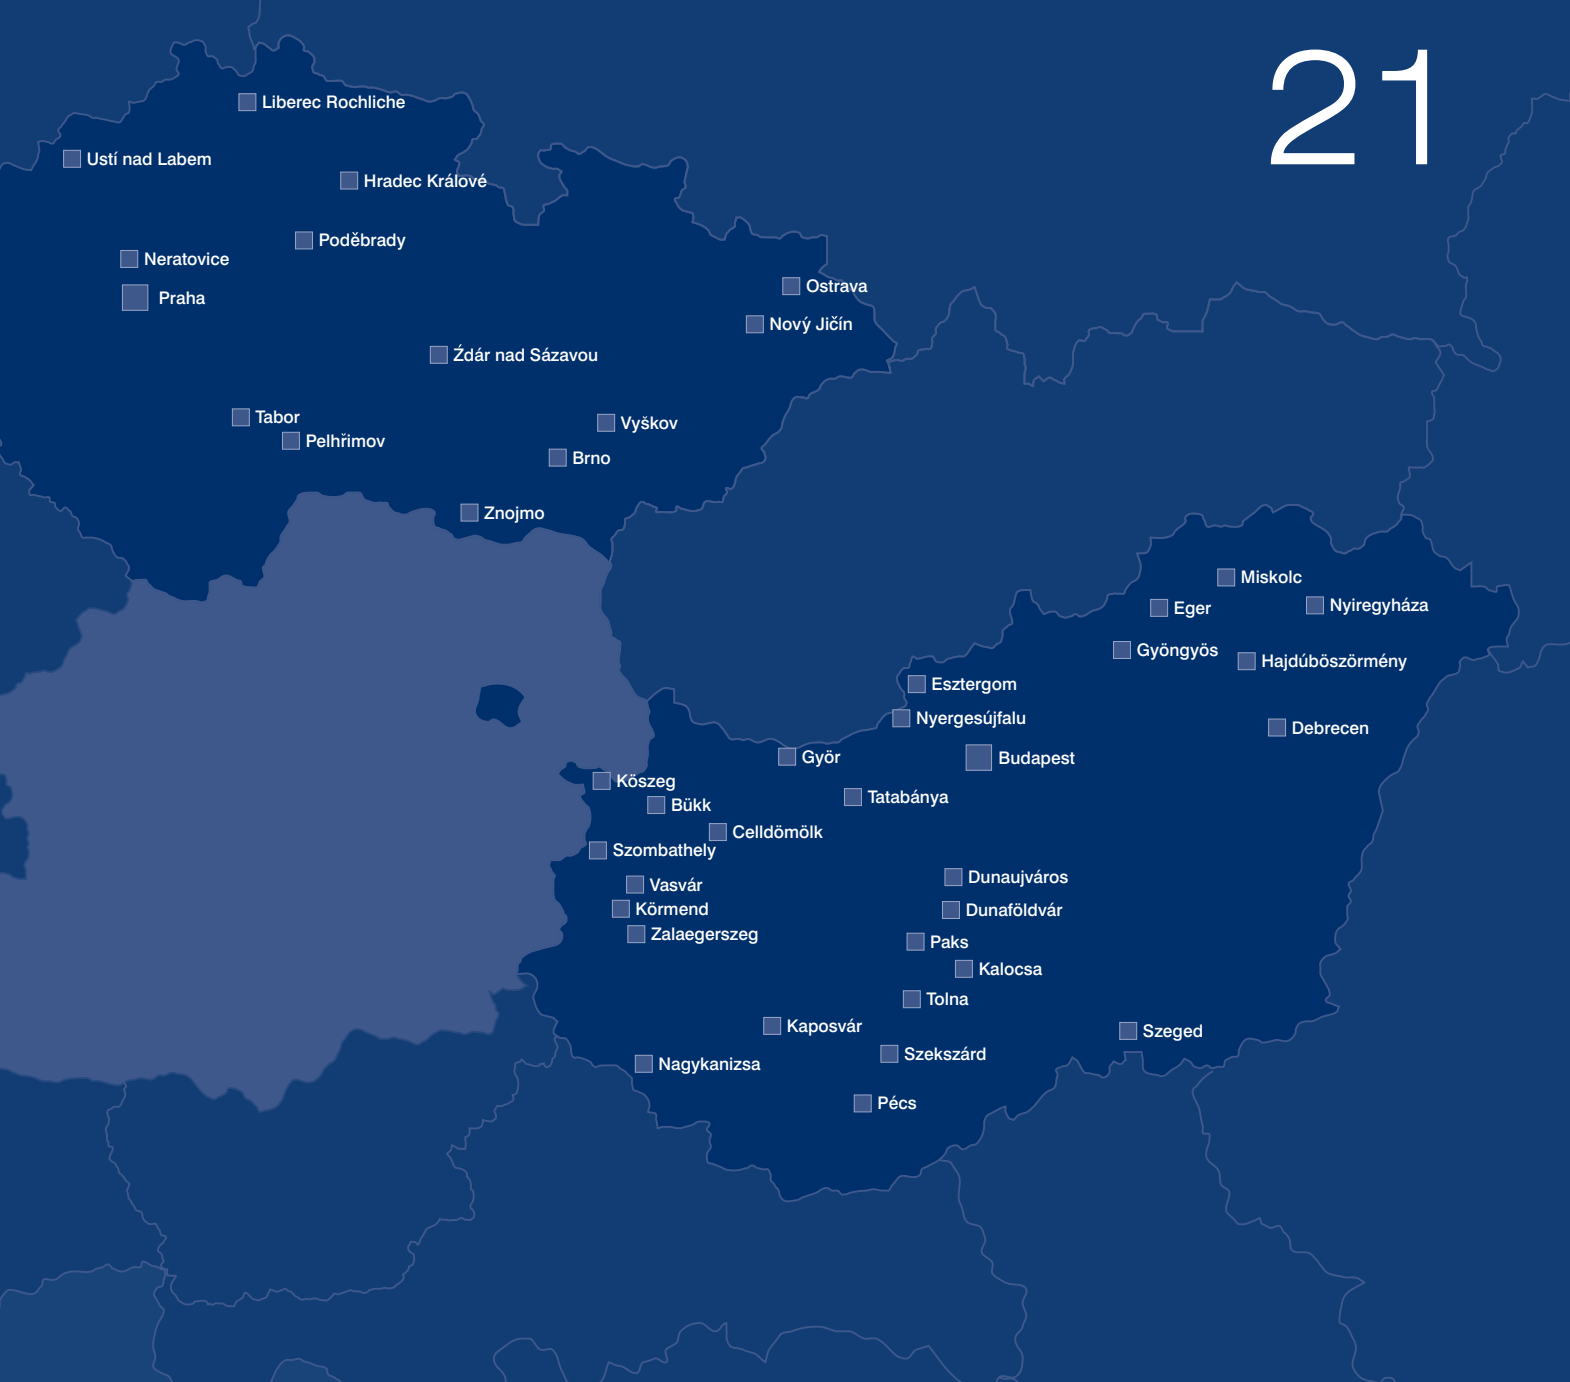 21
Liberec Rochliche
Ustí nad Labem
Hradec Králové
Poděbrady
Neratovice
Praha
Ostrava
Nový Jičín
Źdár nad Sázavou
Tabor
Pelhřimov
Vyškov
Brno
Znojmo
Miskolc
Eger
Nyiregyháza
Gyöngyös
Hajdúböszörmény
Esztergom
Nyergesújfalu
Debrecen
Györ
Budapest
Kőszeg
Tatabánya
Bükk
Celldömölk
Szombathely
Vasvár
Dunaujváros
Körmend
Dunaföldvár
Zalaegerszeg
Paks
Kalocsa
Tolna
Kaposvár
Szeged
Szekszárd
Nagykanizsa
Pécs